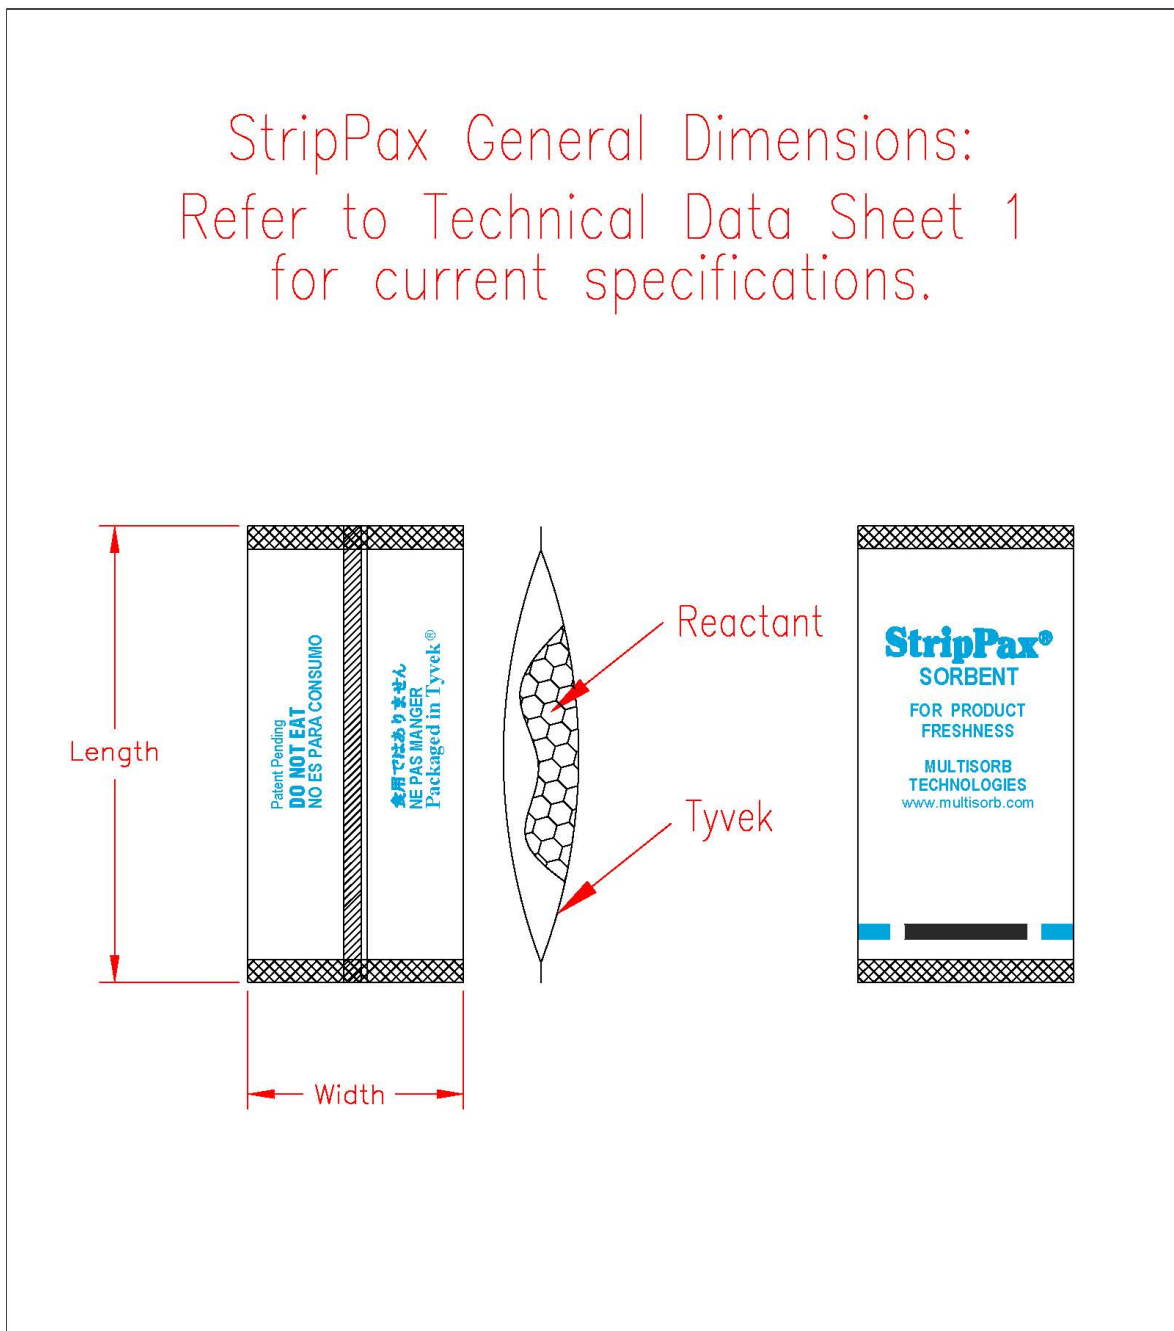 StripPax General Dimensions:
Refer to Technical Data Sheet 1
for current specifications.
Length
Width
Patent Pending
DO NOT EAT
NO ES PARA CONSUMO
食用ではありません
NE PAS MANGER
Packaged in Tyvek®
Reactant
Tyvek
StripPax®
SORBENT
FOR PRODUCT
FRESHNESS
MULTISORB
TECHNOLOGIES
www.multisorb.com